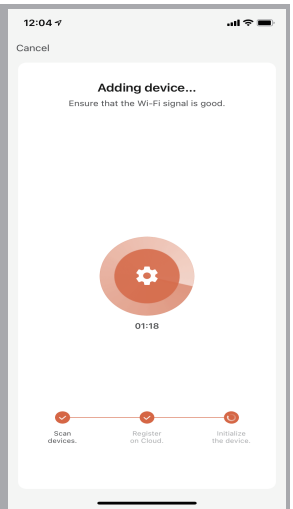 12:04
Cancel
Adding device...
Ensure that the Wi-Fi signal is good.
01:18
Scan
devices.
Register
on Cloud.
Initialize
the device.